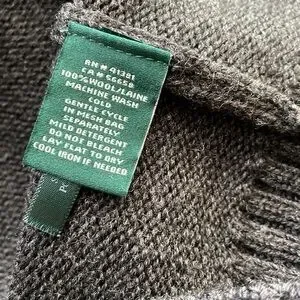 RN # 41381
CA # 56658
100% WOOL/LAINE
MACHINE WASH
COLD
GENTLE CYCLE
IN MESH BAG
SEPARATELY
MILD DETERGENT
DO NOT BLEACH
LAY FLAT TO DRY
COOL IRON IF NEEDED